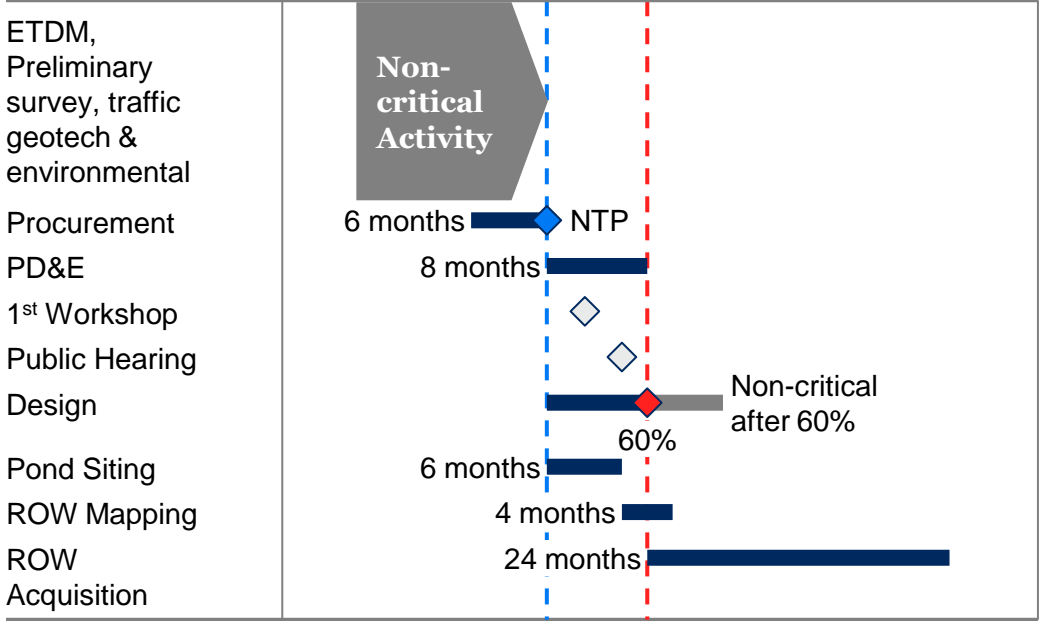 ETDM,
Preliminary
survey, traffic
geotech &
environmental
Non-
critical
Activity
Procurement
6 months
NTP
PD&E
8 months
1st Workshop
Public Hearing
Design
Non-critical
after 60%
60%
Pond Siting
6 months
ROW Mapping
4 months
ROW
Acquisition
24 months